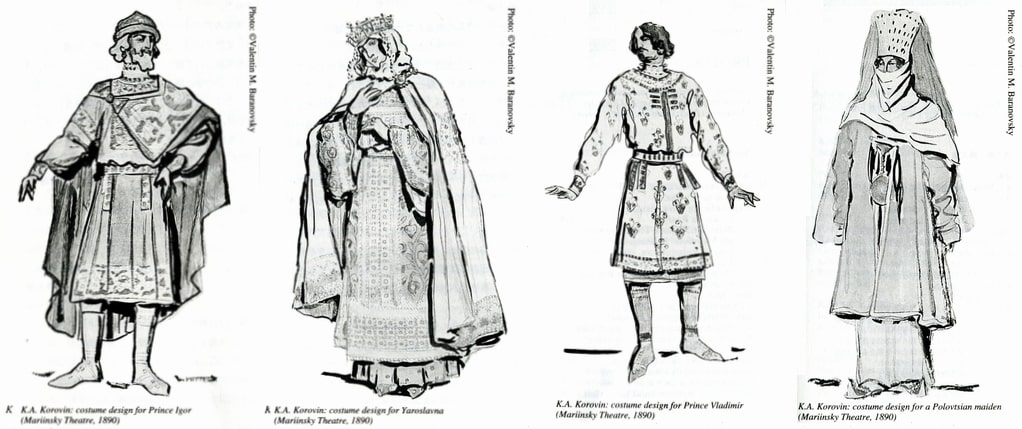 Photo: ©Valentin M. Baranovsky
Photo: ©Valentin M. Baranovsky
Photo: ©Valentin M. Baranovsky
Photo: ©Valentin M. Baranovsky
K K.A. Korovin: costume design for Prince Igor
(Mariinsky Theatre, 1890)
K.A. Korovin: costume design for Yaroslavna
(Mariinsky Theatre, 1890)
K.A. Korovin: costume design for Prince Vladimir
(Mariinsky Theatre, 1890)
K.A. Korovin: costume design for a Polovtsian maiden
(Mariinsky Theatre, 1890)